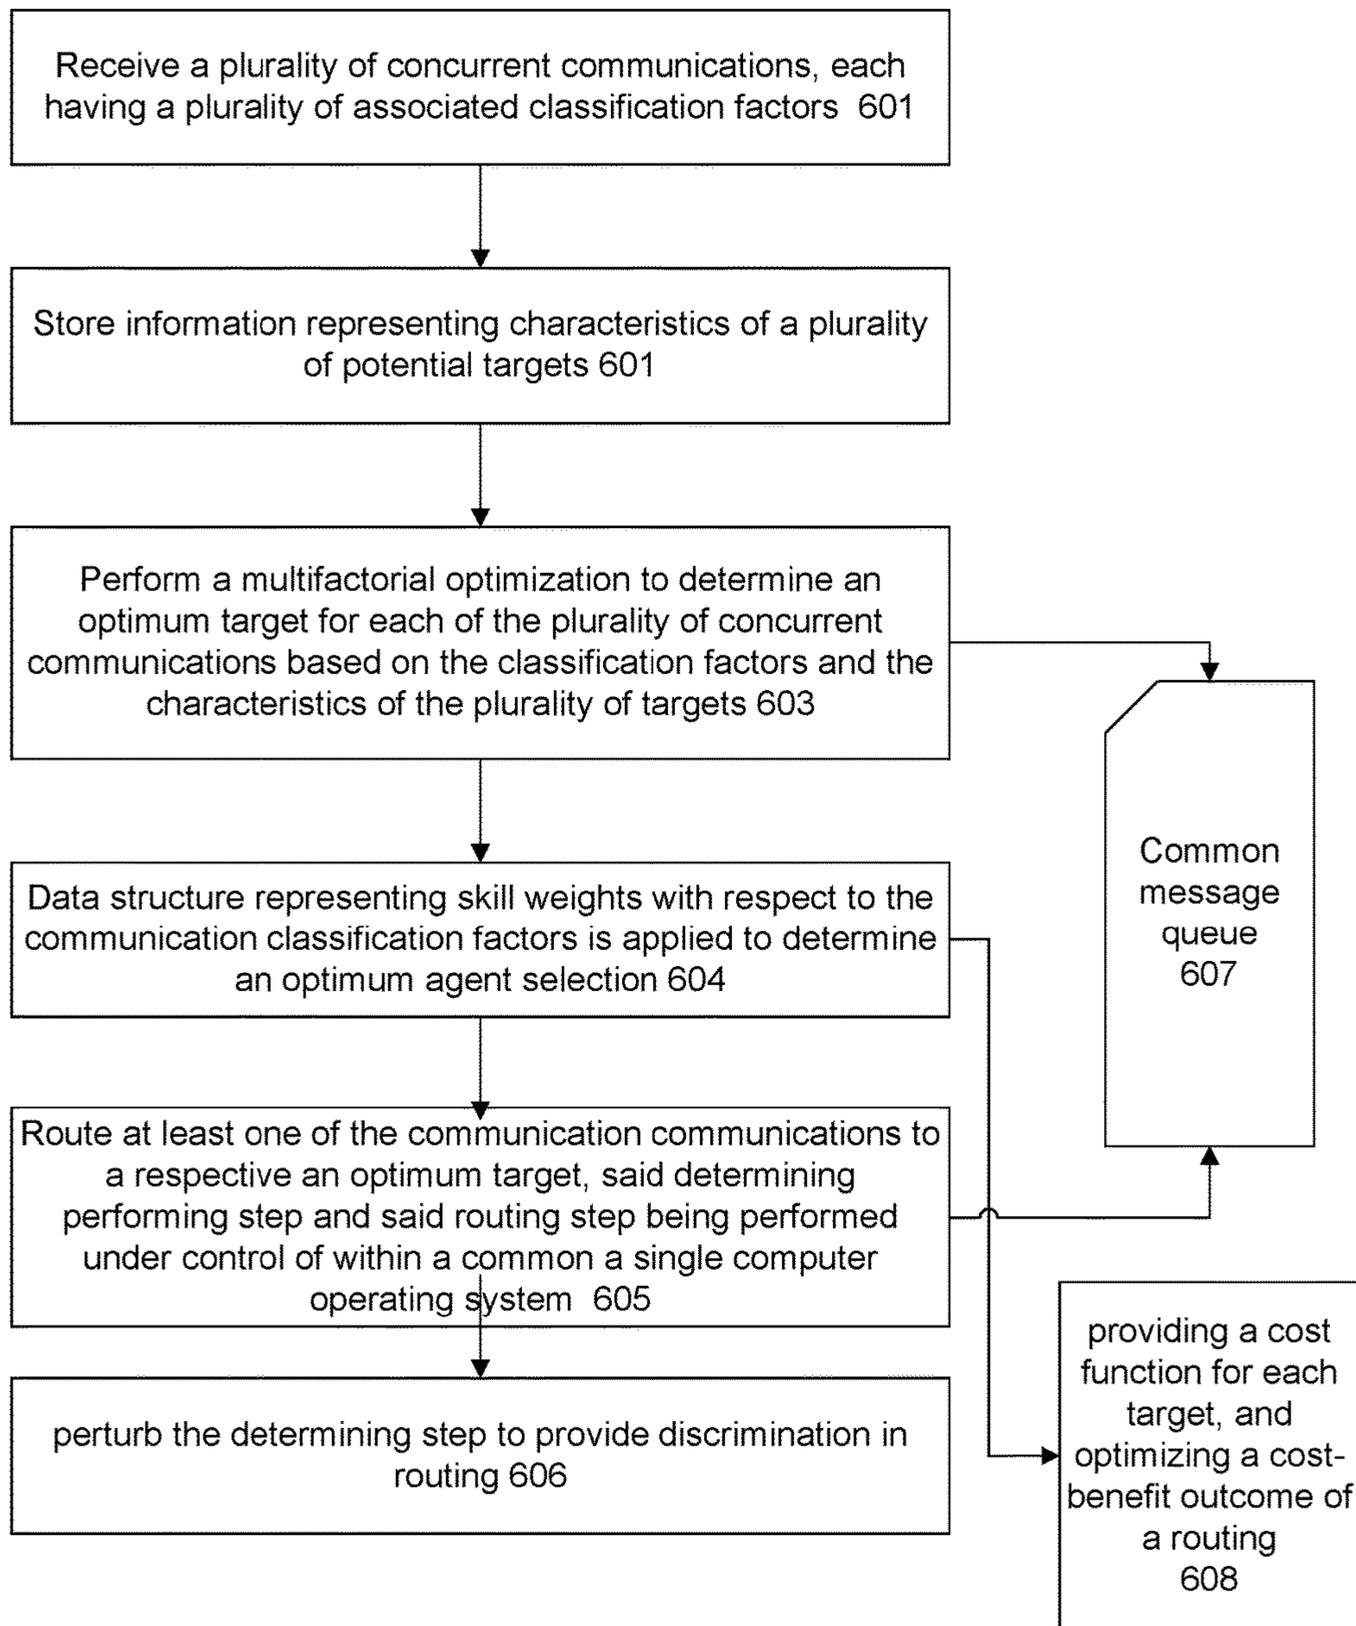 Receive a plurality of concurrent communications, each
having a plurality of associated classification factors 601
Store information representing characteristics of a plurality
of potential targets 601
Perform a multifactorial optimization to determine an
optimum target for each of the plurality of concurrent
communications based on the classification factors and the
characteristics of the plurality of targets 603
Common
message
queue
607
Data structure representing skill weights with respect to the
communication classification factors is applied to determine
an optimum agent selection 604
Route at least one of the communication communications to
a respective an optimum target, said determining
performing step and said routing step being performed
under control of within a common a single computer
operating system 605
providing a cost
function for each
target, and
optimizing a cost-
benefit outcome of
a routing
608
perturb the determining step to provide discrimination in
routing 606